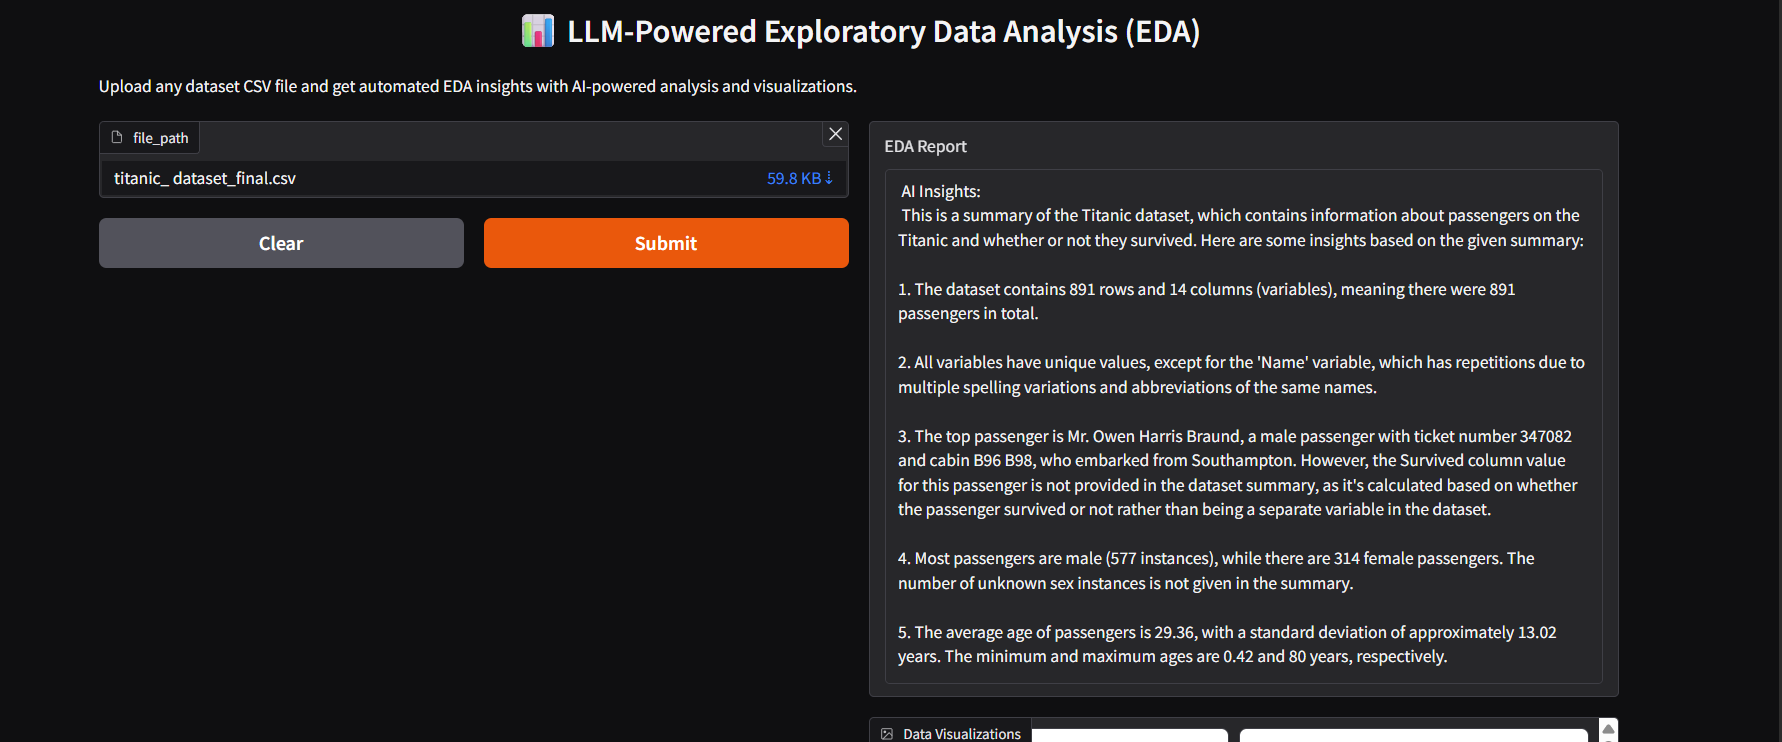 LLM-Powered Exploratory Data Analysis (EDA)
Upload any dataset CSV file and get automated EDA insights with AI-powered analysis and visualizations.
file_path
titanic_ dataset_final.csv
59.8 KB ⇣
Clear
Submit
EDA Report
AI Insights:
This is a summary of the Titanic dataset, which contains information about passengers on the
Titanic and whether or not they survived. Here are some insights based on the given summary:
1. The dataset contains 891 rows and 14 columns (variables), meaning there were 891
passengers in total.
2. All variables have unique values, except for the 'Name' variable, which has repetitions due to
multiple spelling variations and abbreviations of the same names.
3. The top passenger is Mr. Owen Harris Braund, a male passenger with ticket number 347082
and cabin B96 B98, who embarked from Southampton. However, the Survived column value
for this passenger is not provided in the dataset summary, as it's calculated based on whether
the passenger survived or not rather than being a separate variable in the dataset.
4. Most passengers are male (577 instances), while there are 314 female passengers. The
number of unknown sex instances is not given in the summary.
5. The average age of passengers is 29.36, with a standard deviation of approximately 13.02
years. The minimum and maximum ages are 0.42 and 80 years, respectively.
Data Visualizations